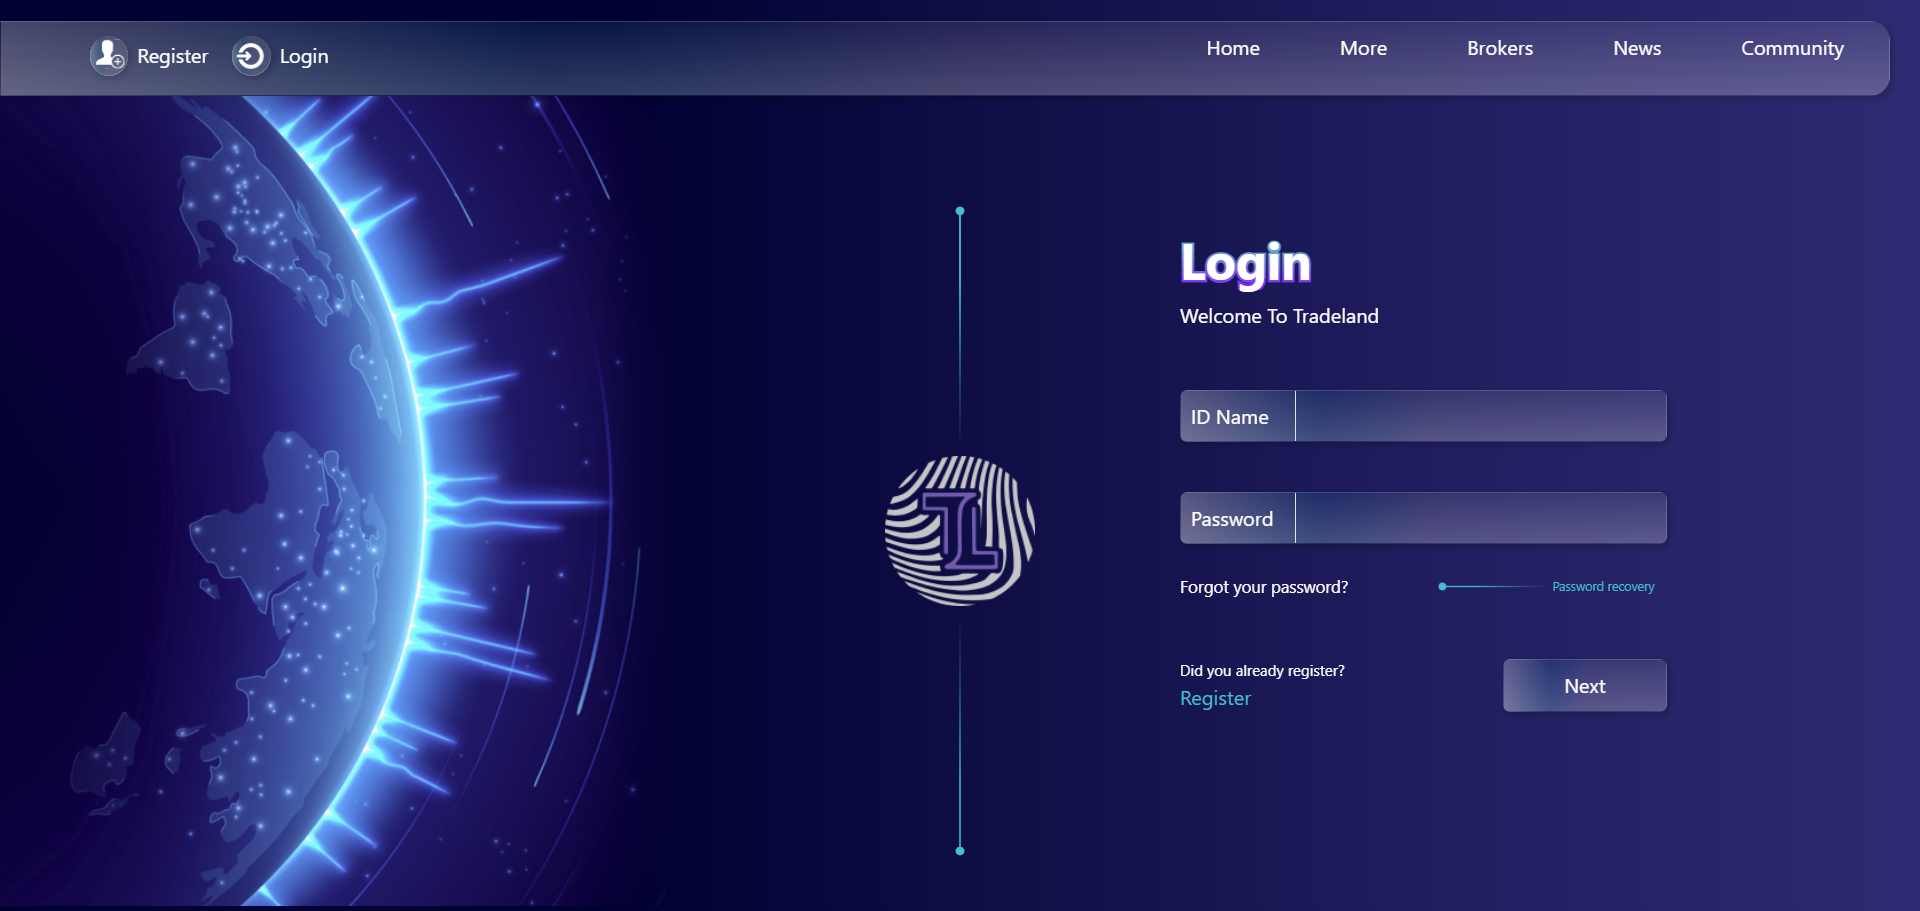 Register
Login
Home
More
Brokers
News
Community
Login
Welcome To Tradeland
ID Name
Password
Forgot your password?
Password recovery
Did you already register?
Register
Next